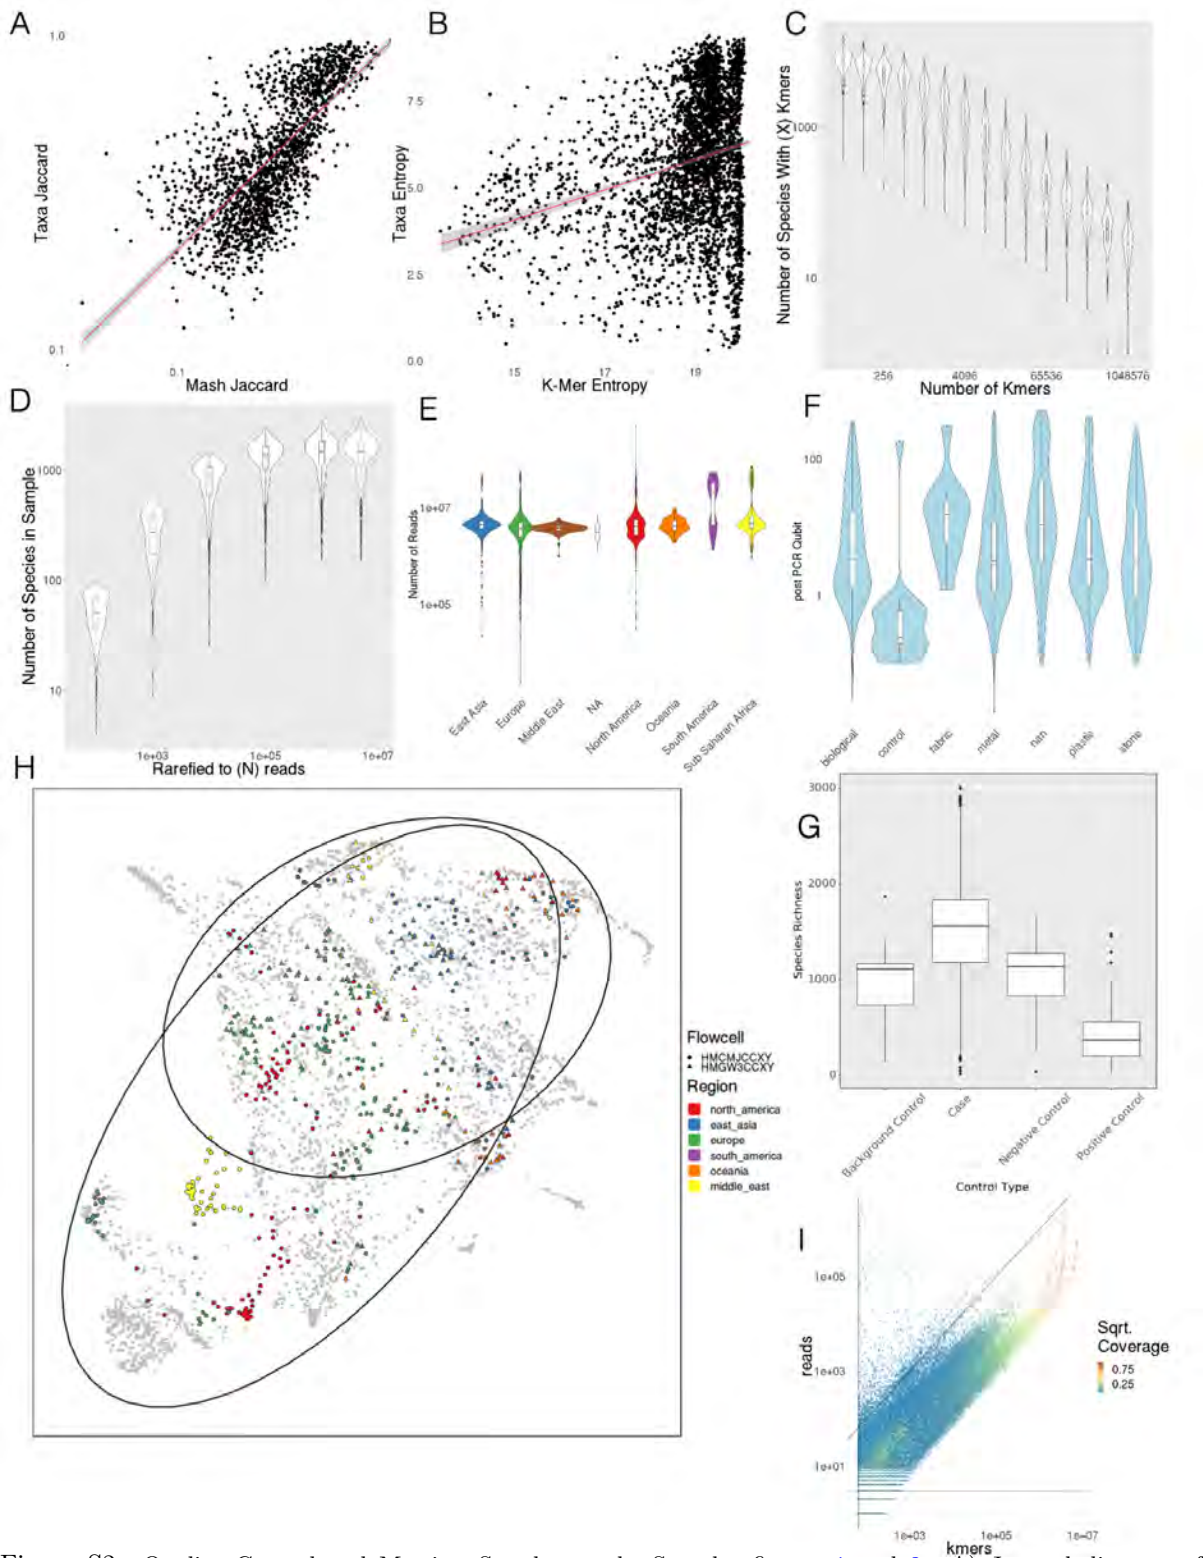 A
1.0
Taxa Jaccard
0.1
0.1
Mash Jaccard
B
7.5
5.0
2.5
0.0
Taxa Entropy
15 17 19
K-Mer Entropy
C
Number of Species With (X) Kmers
1000
10
256 4096 65536 1048576
Number of Kmers
D
Number of Species in Sample
1000
100
10
1e+03 1e+05 1e+07
Rarefied to (N) reads
E
Number of Reads
1e+07
1e+05
East Asia
Europe
Middle East
NA
North America
Oceania
South America
Sub Saharan Africa
F
post PCR Qubit
100
1
biological
control
fabric
metal
nan
plastic
stone
H
Flowcell
HMCMJCCXY
HMGW3CCXY
Region
north_america
east_asia
europe
south_america
oceania
middle_east
G
Species Richness
3000
2000
1000
0
Background Control
Case
Negative Control
Positive Control
Control Type
I
reads
1e+05
1e+03
1e+01
1e+03 1e+05 1e+07
kmers
Sqrt.
Coverage
0.75
0.25